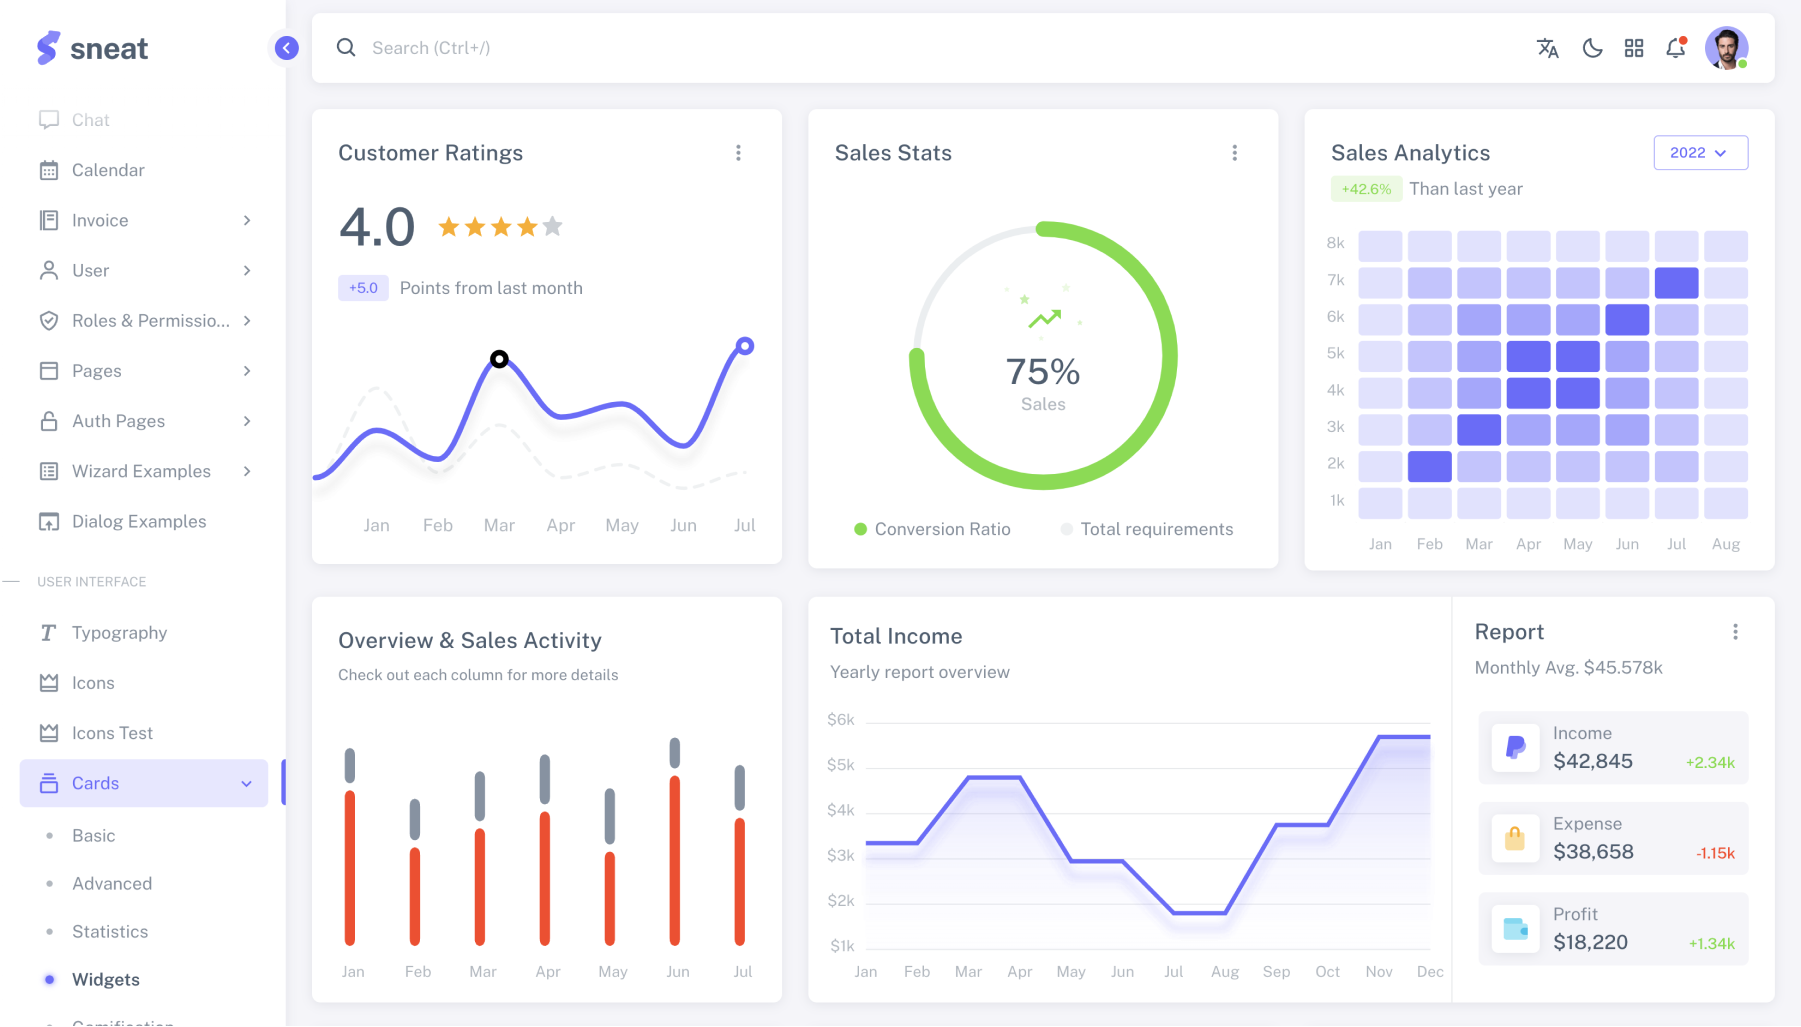 sneat
Search (Ctrl+/)
Chat
Calendar
Invoice
User
Roles & Permissio...
Pages
Auth Pages
Wizard Examples
Dialog Examples
USER INTERFACE
Typography
Icons
Icons Test
Cards
Basic
Advanced
Statistics
Widgets
Gamification
Customer Ratings
4.0
+5.0 Points from last month
Jan Feb Mar Apr May Jun Jul
Sales Stats
75%
Sales
Conversion Ratio Total requirements
Sales Analytics
2022
+42.6% Than last year
8k
7k
6k
5k
4k
3k
2k
1k
Jan Feb Mar Apr May Jun Jul Aug
Overview & Sales Activity
Check out each column for more details
Jan Feb Mar Apr May Jun Jul
Total Income
Yearly report overview
$6k
$5k
$4k
$3k
$2k
$1k
Jan Feb Mar Apr May Jun Jul Aug Sep Oct Nov Dec
Report
Monthly Avg. $45.578k
Income
$42,845 +2.34k
Expense
$38,658 -1.15k
Profit
$18,220 +1.34k